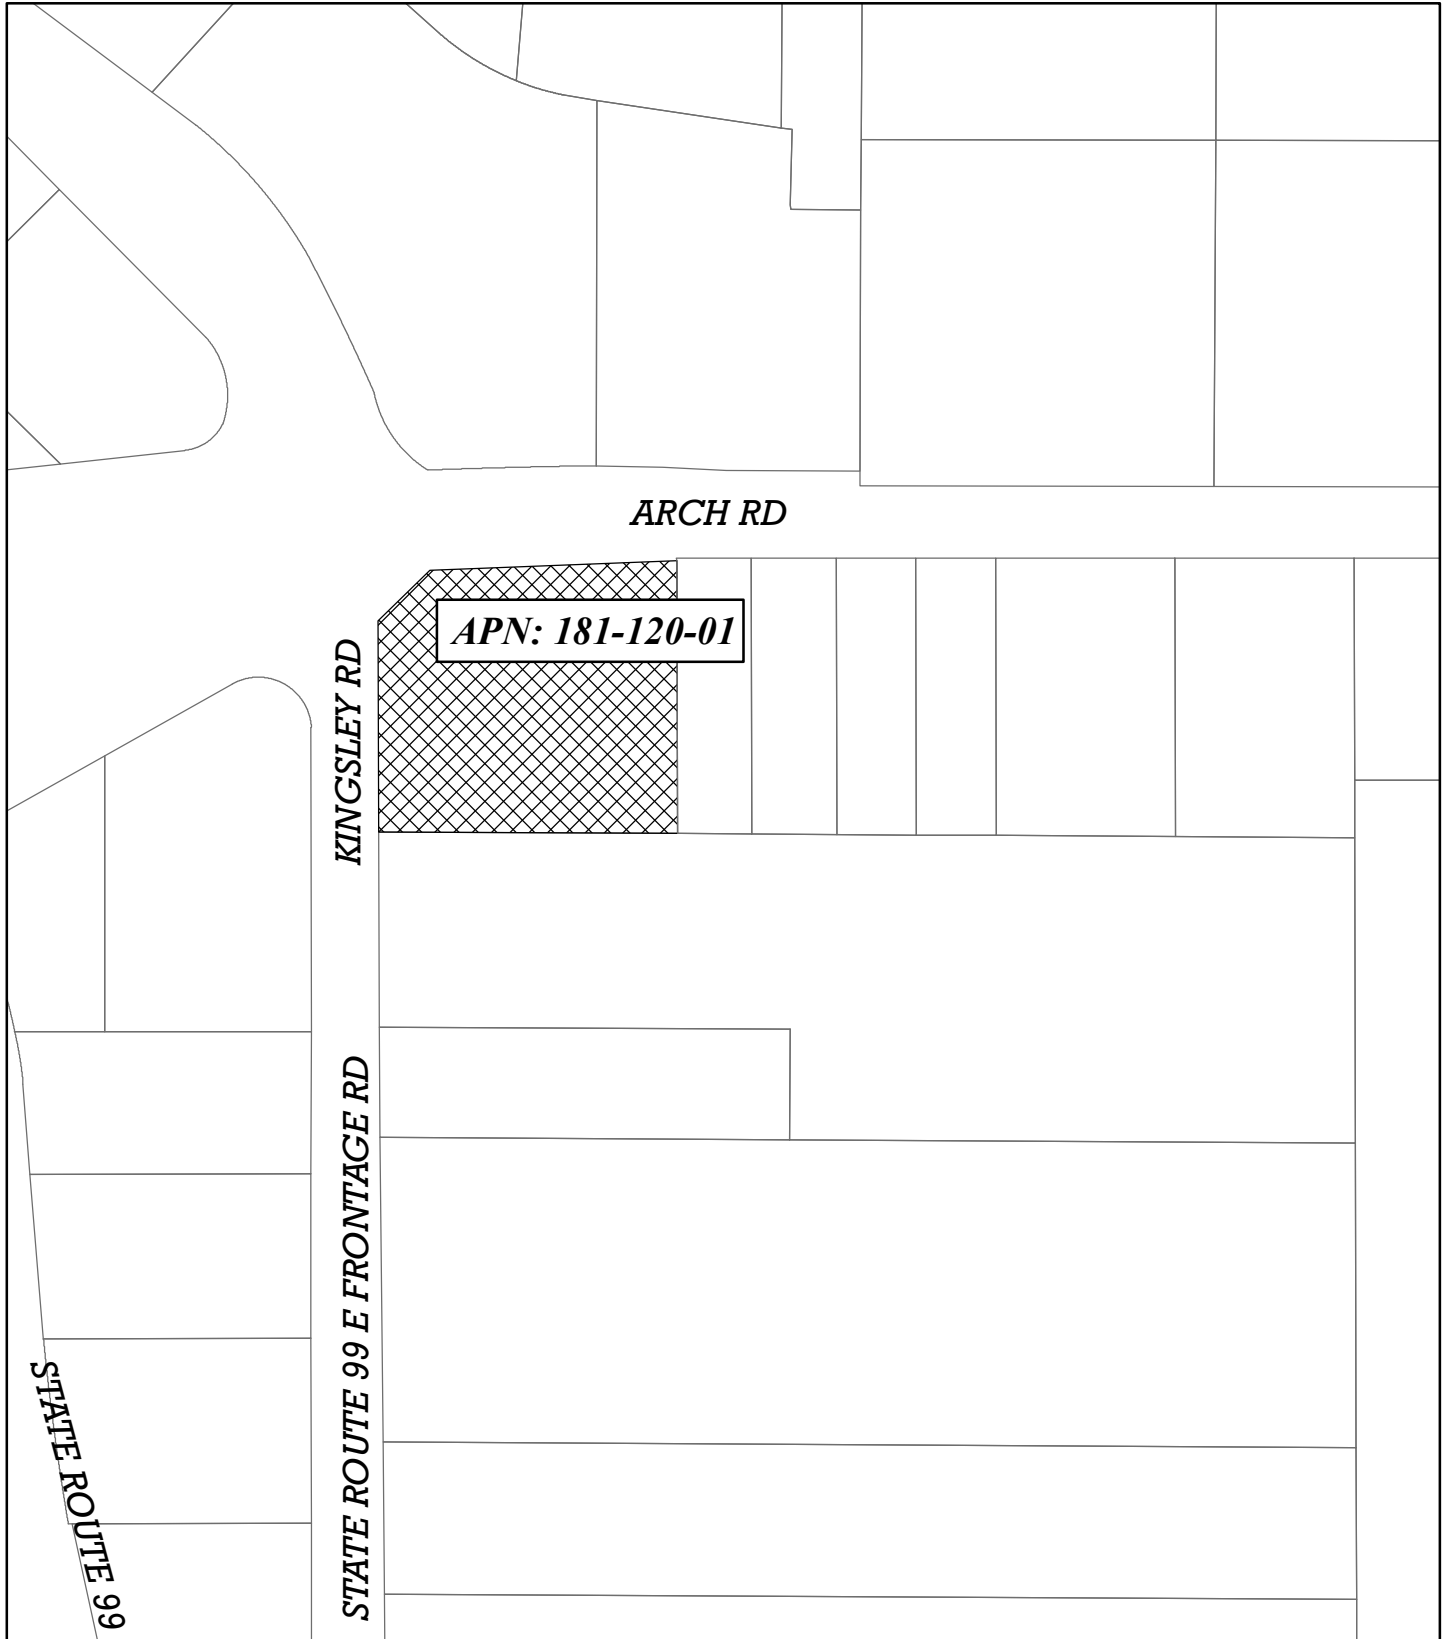 ARCH RD
APN: 181-120-01
KINGSLEY RD
STATE ROUTE 99 E FRONTAGE RD
STATE ROUTE 99